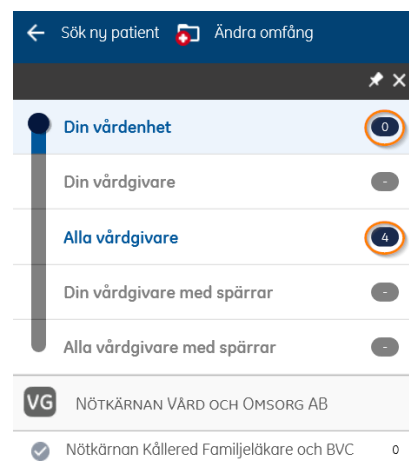 Sök ny patient Ändra omfång
Din vårdenhet 0
Din vårdgivare -
Alla vårdgivare 4
Din vårdgivare med spärrar -
Alla vårdgivare med spärrar -
VG NÖTKÄRNAN VÅRD OCH OMSORG AB
Nötkärnan Kållered Familjeläkare och BVC 0